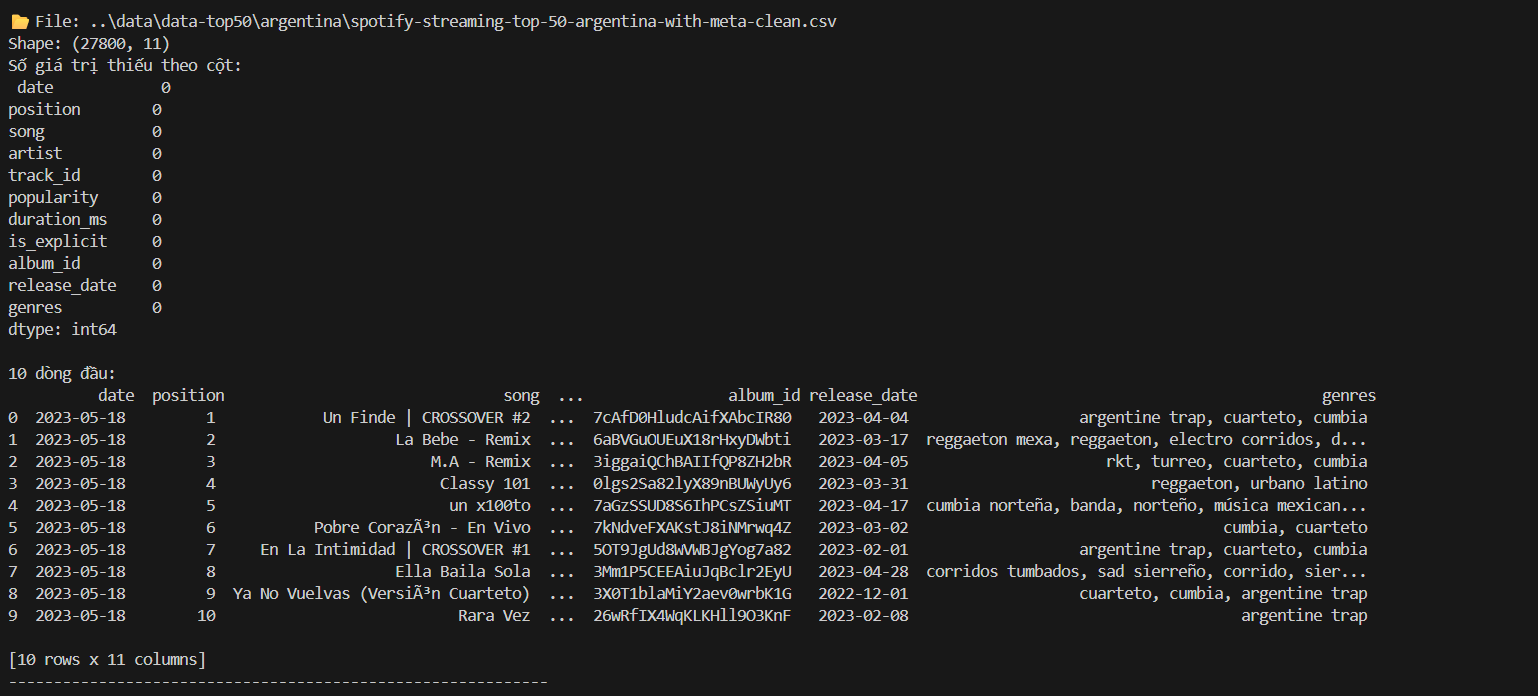 📂 File: ..\data\data-top50\argentina\spotify-streaming-top-50-argentina-with-meta-clean.csv
Shape: (27800, 11)
Số giá trị thiếu theo cột:
 date            0
position        0
song            0
artist          0
track_id        0
popularity      0
duration_ms     0
is_explicit     0
album_id        0
release_date    0
genres          0
dtype: int64

10 dòng đầu:
date position song ... album_id release_date genres
0 2023-05-18 1 Un Finde | CROSSOVER #2 ... 7cAfD0HludcAifXAbcIR80 2023-04-04 argentine trap, cuarteto, cumbia
1 2023-05-18 2 La Bebe - Remix ... 6aBVGuOUEuX18rHxyDWbti 2023-03-17 reggaeton mexa, reggaeton, electro corridos, d...
2 2023-05-18 3 M.A - Remix ... 3iggaiQChBAIIfQP8ZH2bR 2023-04-05 rkt, turreo, cuarteto, cumbia
3 2023-05-18 4 Classy 101 ... 0lgs2Sa82lyX89nBUWyUy6 2023-03-31 reggaeton, urbano latino
4 2023-05-18 5 un x100to ... 7aGzSSUD8S6IhPCsZSiuMT 2023-04-17 cumbia norteña, banda, norteño, música mexican...
5 2023-05-18 6 Pobre CorazÃ³n - En Vivo ... 7kNdveFXAKstJ8iNMrwq4Z 2023-03-02 cumbia, cuarteto
6 2023-05-18 7 En La Intimidad | CROSSOVER #1 ... 5OT9JgUd8WVWBJgYog7a82 2023-02-01 argentine trap, cuarteto, cumbia
7 2023-05-18 8 Ella Baila Sola ... 3Mm1P5CEEAiuJqBclr2EyU 2023-04-28 corridos tumbados, sad sierreño, corrido, sier...
8 2023-05-18 9 Ya No Vuelvas (VersiÃ³n Cuarteto) ... 3X0T1blaMiY2aev0wrbK1G 2022-12-01 cuarteto, cumbia, argentine trap
9 2023-05-18 10 Rara Vez ... 26wRfIX4WqKLKHll9O3KnF 2023-02-08 argentine trap

[10 rows x 11 columns]
------------------------------------------------------------